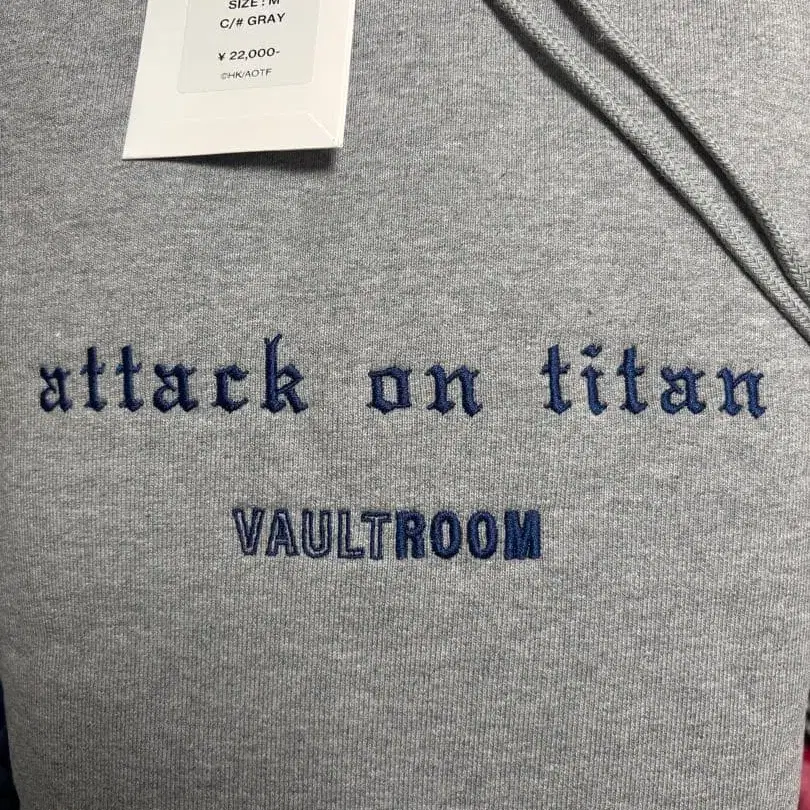 SIZE : M
C/# GRAY
¥ 22,000-
©HK/AOTF
attack on titan
VAULTROOM